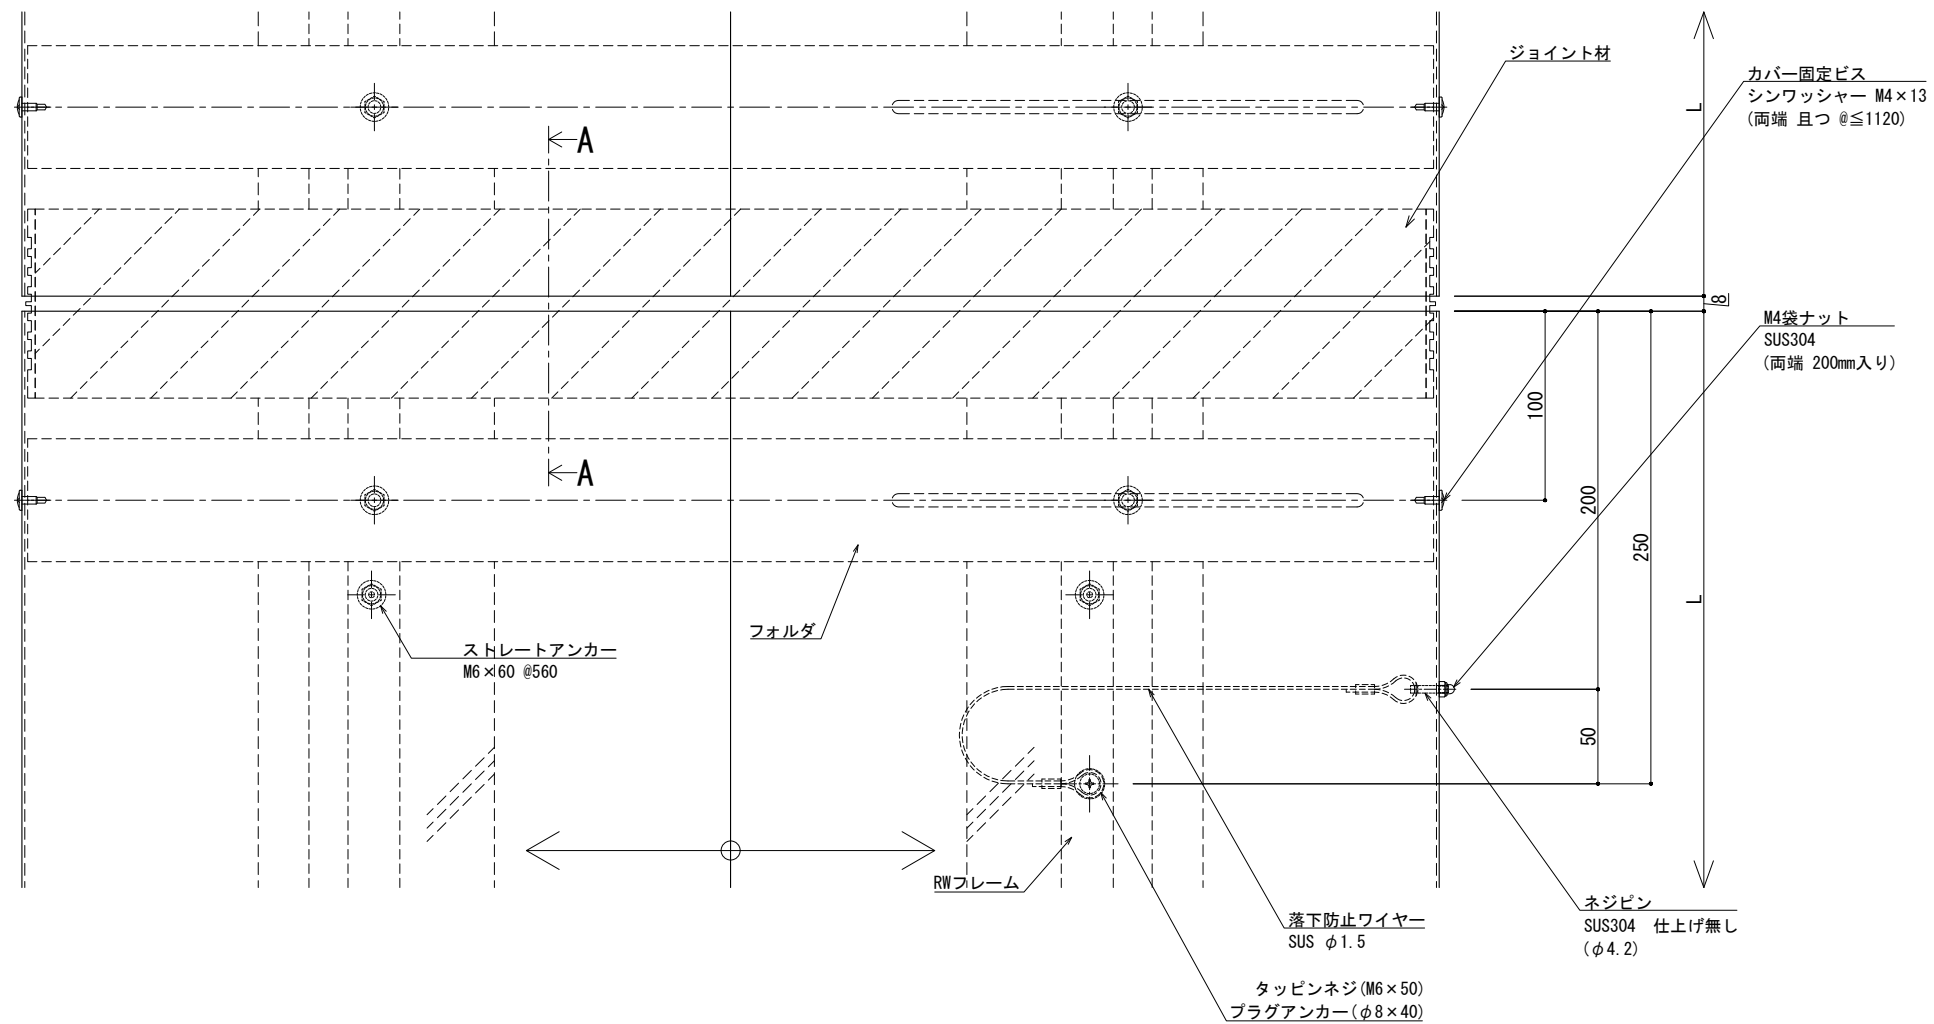 ジョイント材
カバー固定ビス
シンワッシャー M4×13
(両端 且つ @≦1120)
L
A
8
M4袋ナット
SUS304
(両端 200mm入り)
100
A
200
250
L
フォルダ
ストレートアンカー
M6×60 @560
50
RWフレーム
落下防止ワイヤー
SUS φ1.5
ネジピン
SUS304 仕上げ無し
(φ4.2)
タッピンネジ(M6×50)
プラグアンカー(φ8×40)